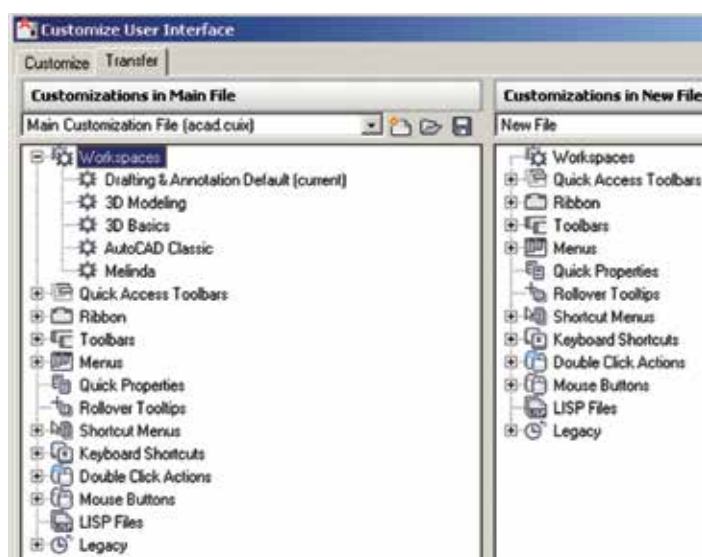 Customize User Interface
Customize Transfer
Customizations in Main File
Main Customization File (acad.cuix)
Workspaces
Drafting & Annotation Default (current)
3D Modeling
3D Basics
AutoCAD Classic
Melinda
Quick Access Toolbars
Ribbon
Toolbars
Menus
Quick Properties
Rollover Tooltips
Shortcut Menus
Keyboard Shortcuts
Double Click Actions
Mouse Buttons
LISP Files
Legacy
Customizations in New File
New File
Workspaces
Quick Access Toolbars
Ribbon
Toolbars
Menus
Quick Properties
Rollover Tooltips
Shortcut Menus
Keyboard Shortcuts
Double Click Actions
Mouse Buttons
LISP Files
Legacy